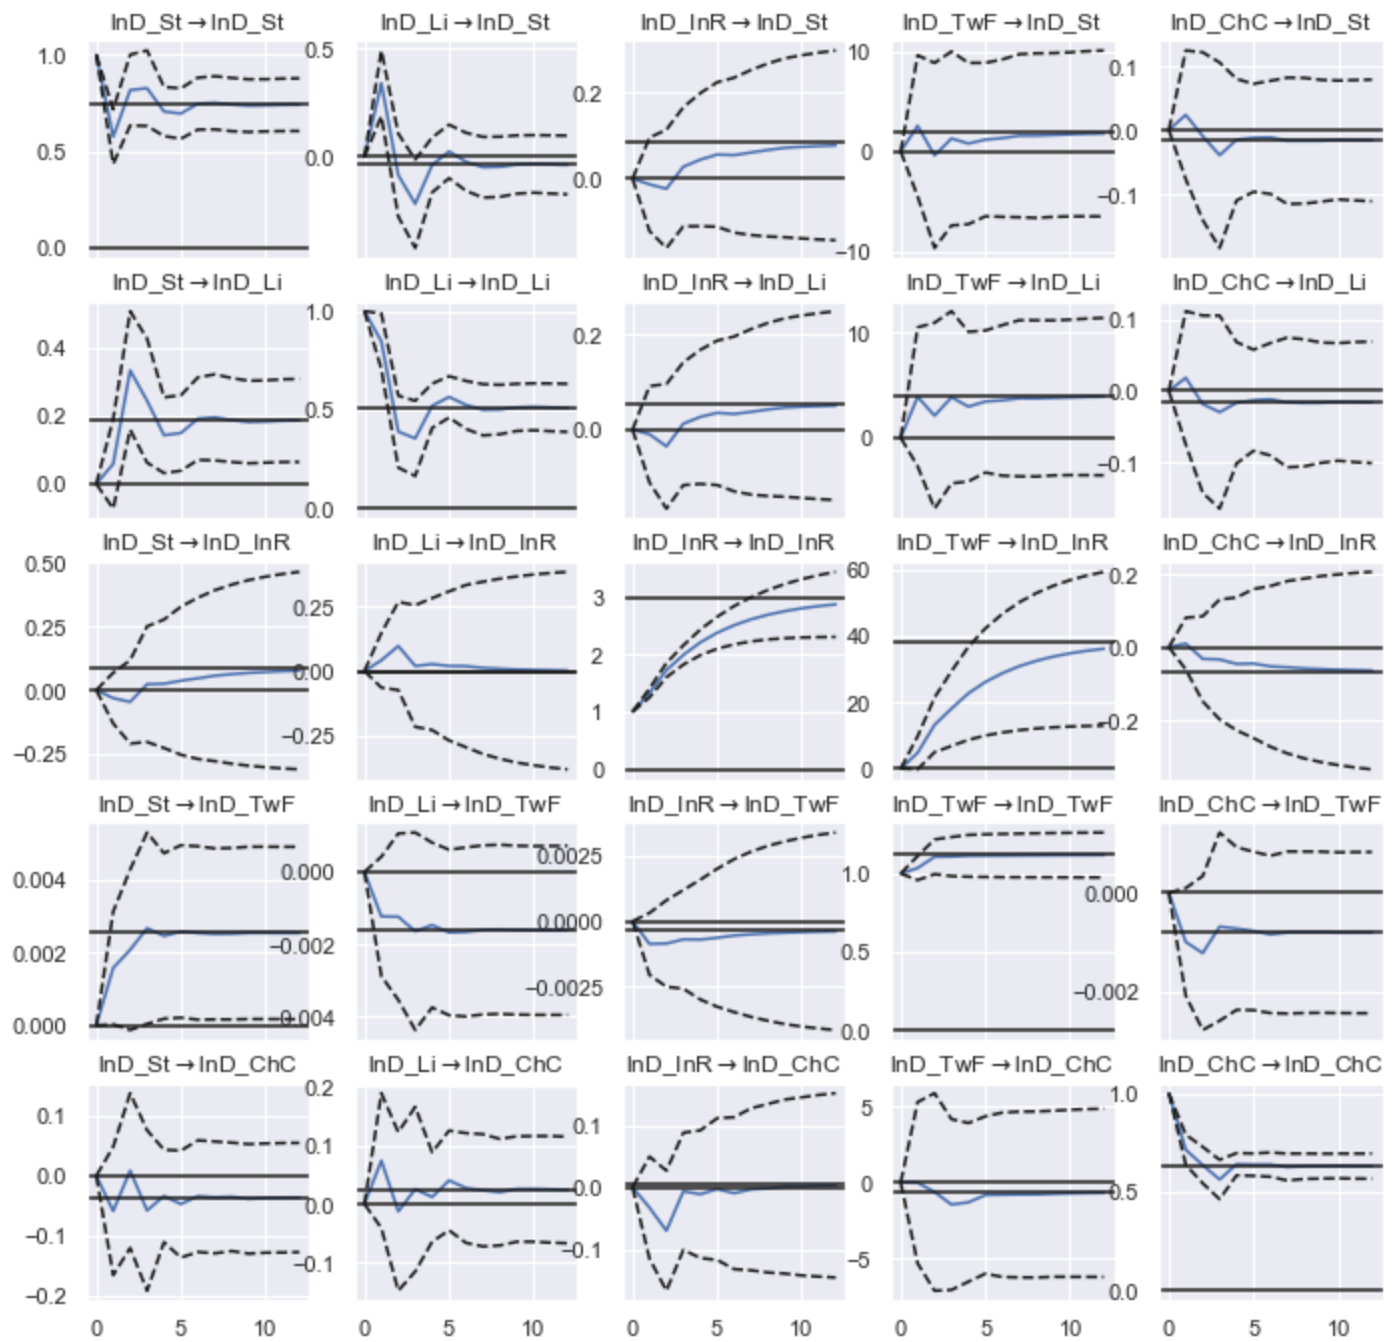 lnD_St→lnD_St lnD_Li→lnD_St lnD_InR→lnD_St lnD_TwF→lnD_St lnD_ChC→lnD_St
1.0 0.5 0.0
0.5 0.0
0.2 0.0
10 0 −10
0.1 0.0 −0.1
lnD_St→lnD_Li lnD_Li→lnD_Li lnD_InR→lnD_Li lnD_TwF→lnD_Li lnD_ChC→lnD_Li
0.4 0.2 0.0
1.0 0.5 0.0
0.2 0.0
10 0
0.1 0.0 −0.1
lnD_St→lnD_InR lnD_Li→lnD_InR lnD_InR→lnD_InR lnD_TwF→lnD_InR lnD_ChC→lnD_InR
0.50 0.25 0.00 −0.25
0.25 0.00 −0.25
3 2 1 0
60 40 20 0
0.2 0.0 −0.2
lnD_St→lnD_TwF lnD_Li→lnD_TwF lnD_InR→lnD_TwF lnD_TwF→lnD_TwF lnD_ChC→lnD_TwF
0.004 0.002 0.000
0.000 −0.002 −0.004
0.0025 0.0000 −0.0025
1.0 0.5 0.0
0.000 −0.002
lnD_St→lnD_ChC lnD_Li→lnD_ChC lnD_InR→lnD_ChC lnD_TwF→lnD_ChC lnD_ChC→lnD_ChC
0.1 0.0 −0.1 −0.2
0.2 0.1 0.0 −0.1
0.1 0.0 −0.1
5 0 −5
1.0 0.5 0.0
0 5 10 0 5 10 0 5 10 0 5 10 0 5 10